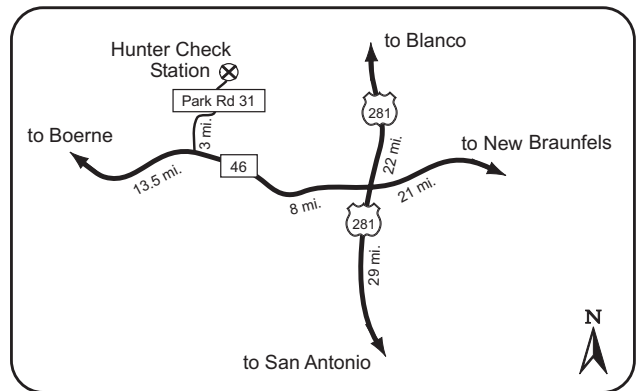 to Blanco
Hunter Check
Station
Park Rd 31
281
to Boerne
3 mi.
22 mi.
to New Braunfels
46
13.5 mi.
8 mi.
21 mi.
281
29 mi.
N
to San Antonio